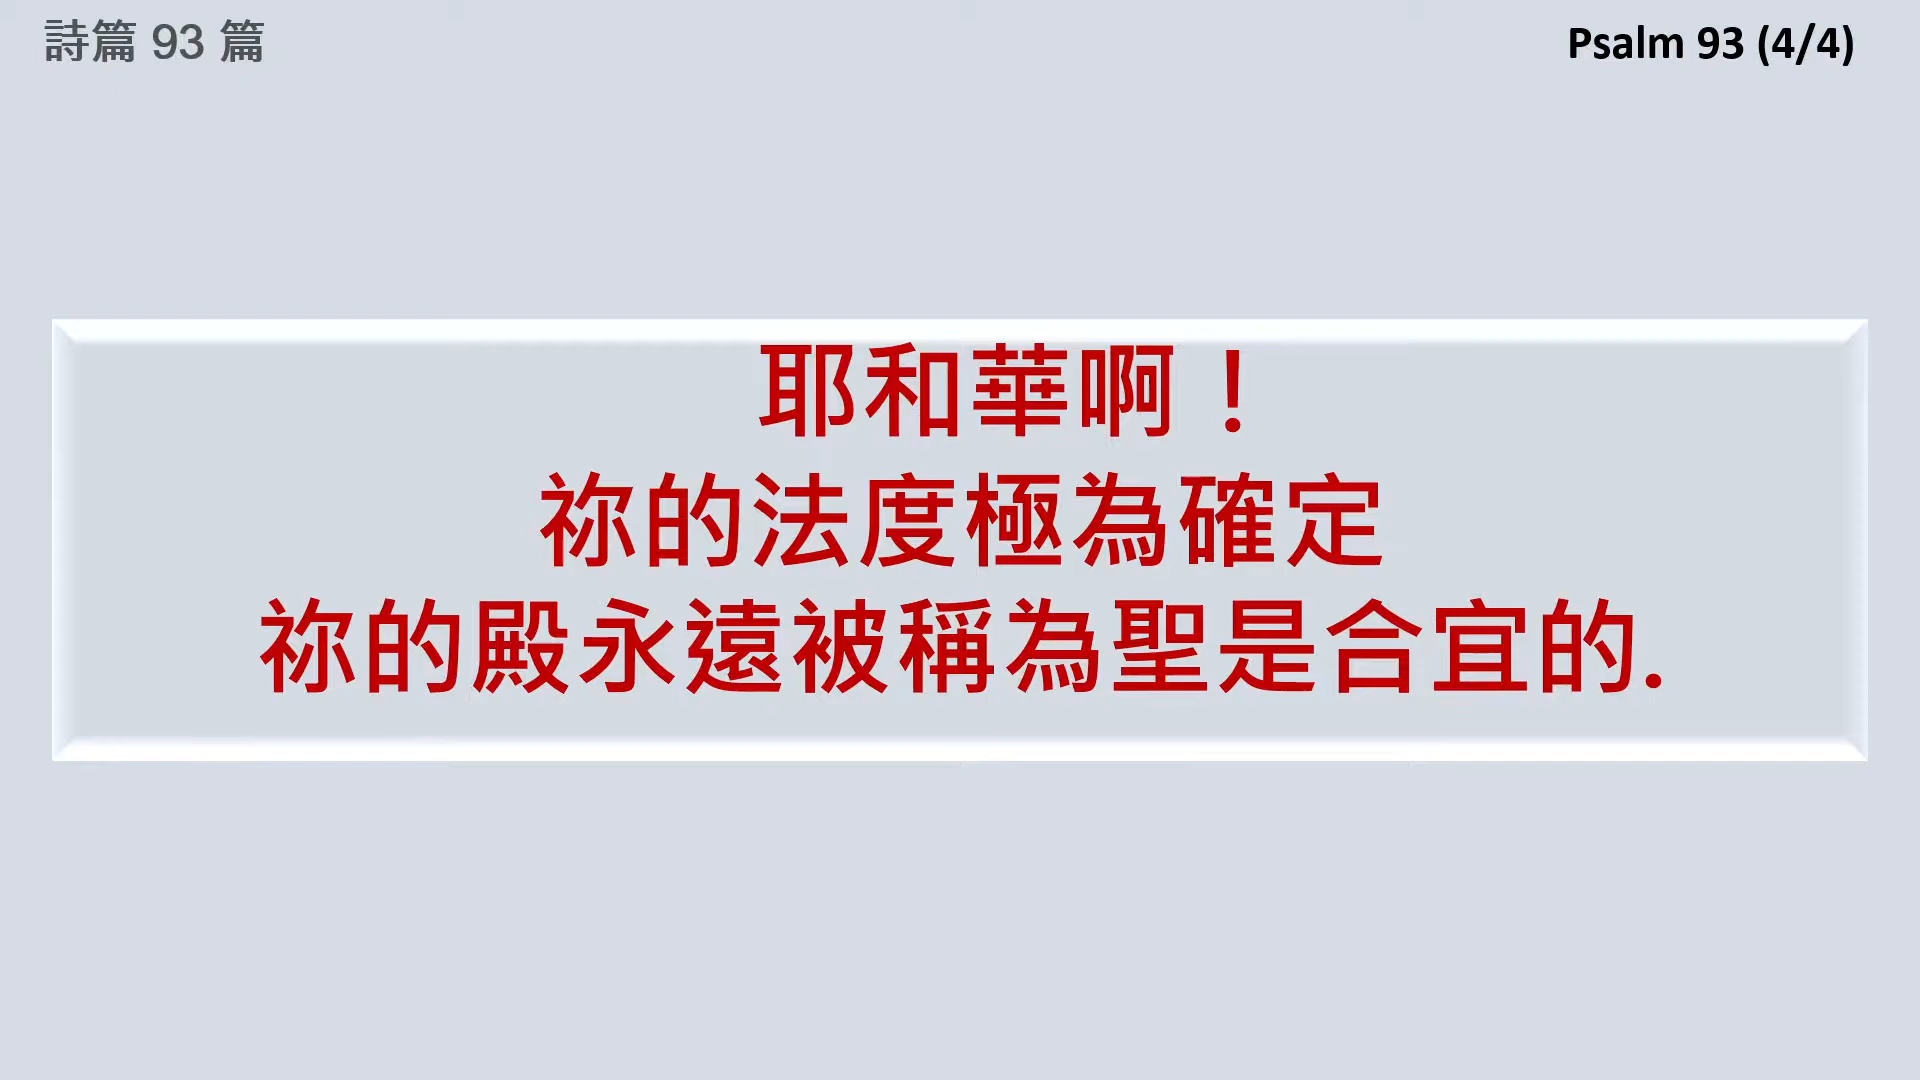 詩篇 93 篇
Psalm 93 (4/4)
耶和華啊！
祢的法度極為確定
祢的殿永遠被稱為聖是合宜的.